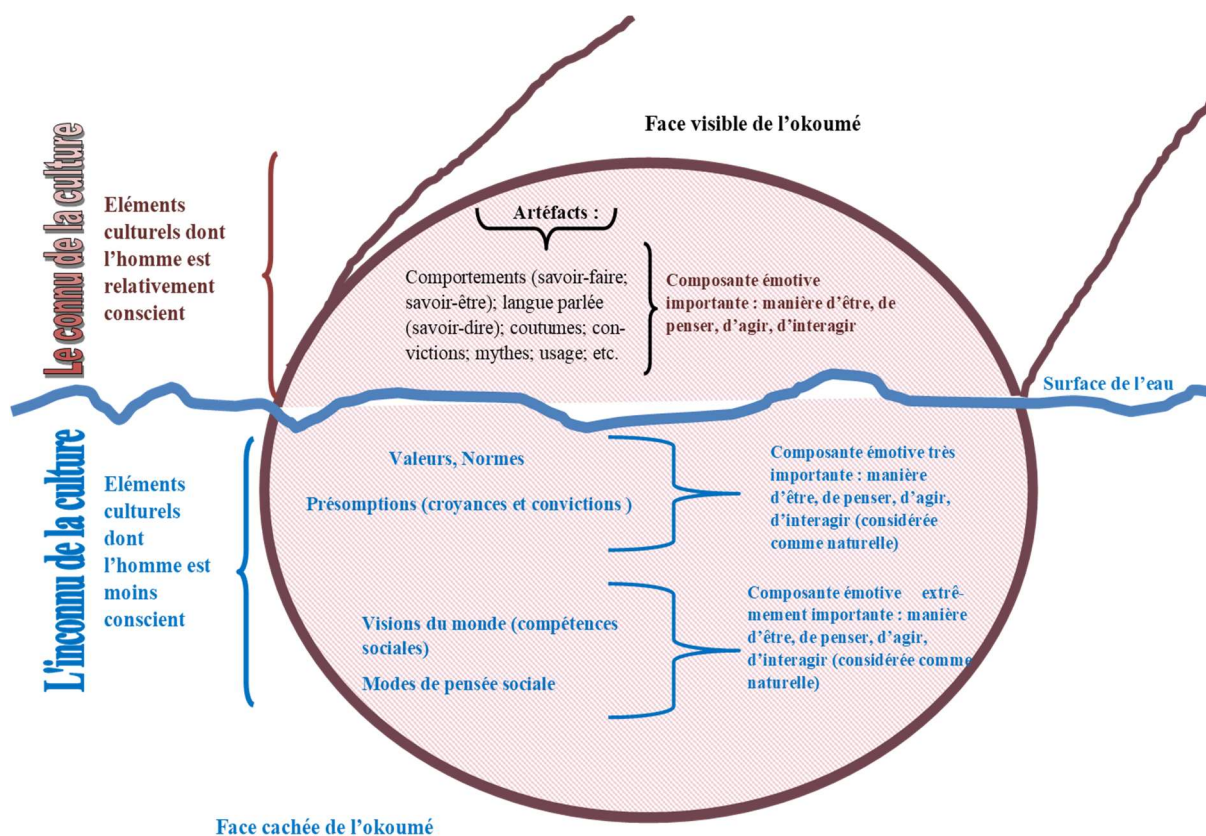 Face visible de l’okoumé
Le connu de la culture
Eléments
culturels dont
l’homme est
relativement
conscient
Artéfacts :
Comportements (savoir-faire;
savoir-être); langue parlée
(savoir-dire); coutumes; con-
victions; mythes; usage; etc.
Composante émotive
importante : manière d’être, de
penser, d’agir, d’interagir
Surface de l’eau
L'inconnu de la culture
Eléments
culturels
dont
l’homme est
moins
conscient
Valeurs, Normes
Présomptions (croyances et convictions )
Composante émotive très
importante : manière
d’être, de penser, d’agir,
d’interagir (considérée
comme naturelle)
Visions du monde (compétences
sociales)
Modes de pensée sociale
Composante émotive extrê-
mement importante : manière
d’être, de penser, d’agir,
d’interagir (considérée comme
naturelle)
Face cachée de l’okoumé